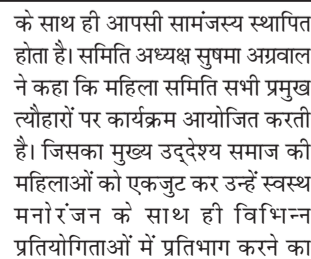 के साथ ही आपसी सामंजस्य स्थापित
होता है। समिति अध्यक्ष सुषमा अग्रवाल
ने कहा कि महिला समिति सभी प्रमुख
त्यौहारों पर कार्यक्रम आयोजित करती
है। जिसका मुख्य उद्देश्य समाज की
महिलाओं को एकजुट कर उन्हें स्वस्थ
मनोरंजन के साथ ही विभिन्न
प्रतियोगिताओं में प्रतिभाग करने का